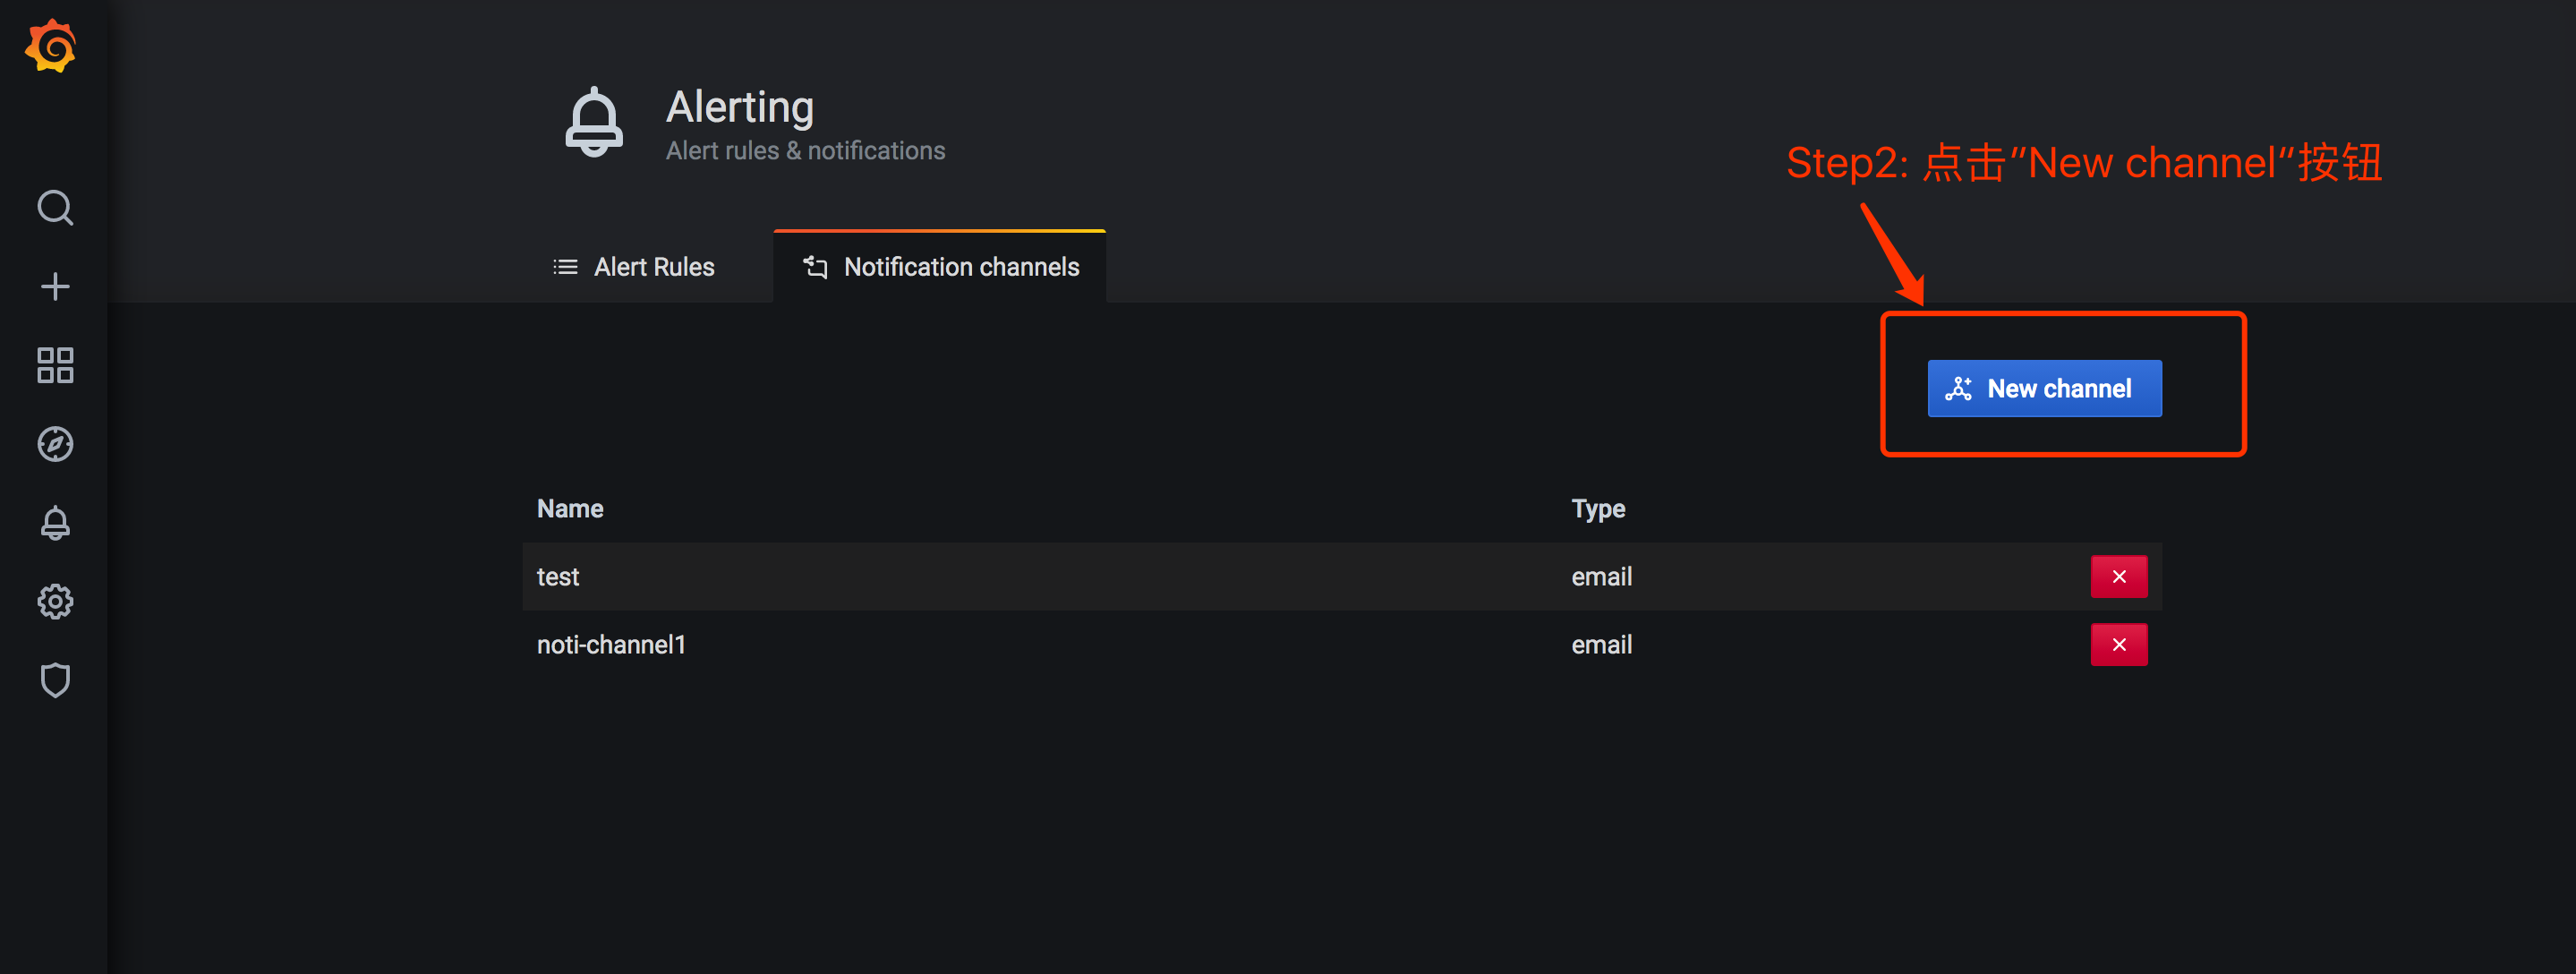 Alerting
Alert rules & notifications
Step2: 点击”New channel“按钮
Alert Rules
Notification channels
New channel
Name Type
test email
noti-channel1 email